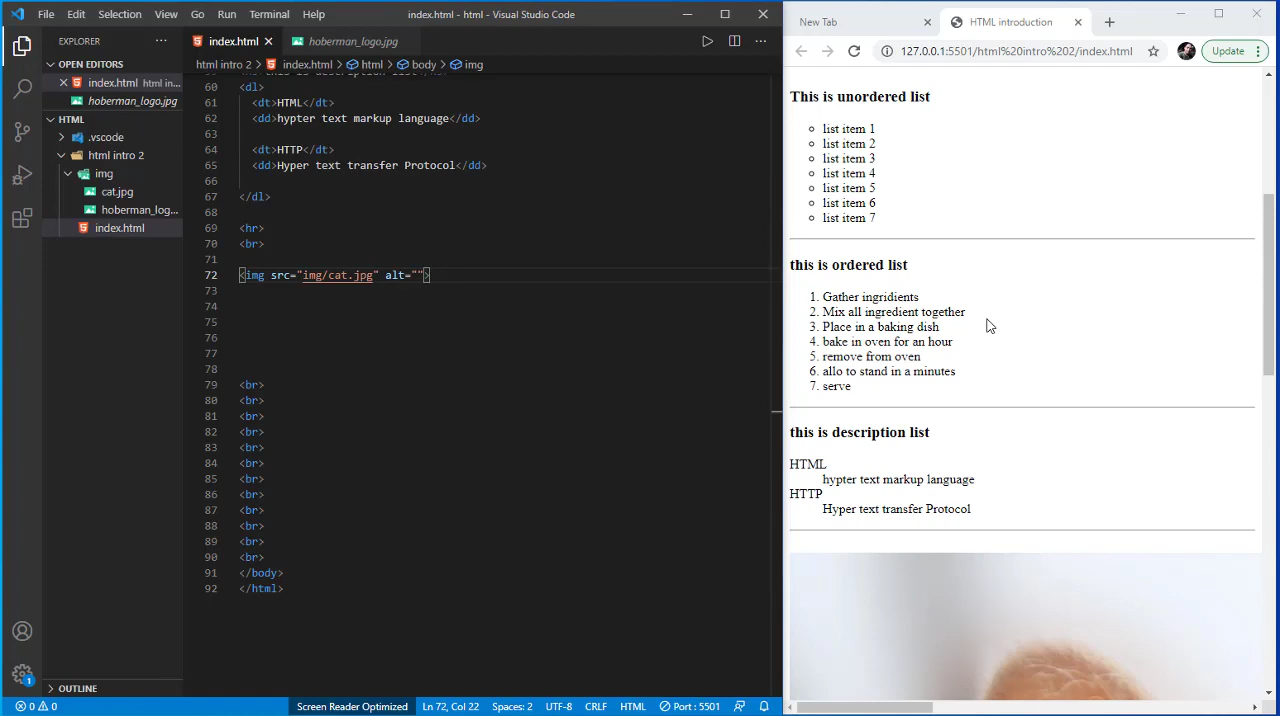 File Edit Selection View Go Run Terminal Help index.html - html - Visual Studio Code
EXPLORER
OPEN EDITORS
index.html html in...
hoberman_logo.jpg
HTML
.vscode
html intro 2
img
cat.jpg
hoberman_log...
index.html
OUTLINE
index.html
hoberman_logo.jpg
html intro 2 > index.html > html > body > img
60 <dl>
61 <dt>HTML</dt>
62 <dd>hypter text markup language</dd>
63
64 <dt>HTTP</dt>
65 <dd>Hyper text transfer Protocol</dd>
66
67 </dl>
68
69 <hr>
70 <br>
71
72 <img src="img/cat.jpg" alt="">
73
74
75
76
77
78
79 <br>
80 <br>
81 <br>
82 <br>
83 <br>
84 <br>
85 <br>
86 <br>
87 <br>
88 <br>
89 <br>
90 <br>
91 </body>
92 </html>
1
0 0 Screen Reader Optimized Ln 72, Col 22 Spaces: 2 UTF-8 CRLF HTML Port : 5501
New Tab
HTML introduction
127.0.0.1:5501/html%20intro%202/index.html
Update
This is unordered list
list item 1
list item 2
list item 3
list item 4
list item 5
list item 6
list item 7
this is ordered list
1. Gather ingridients
2. Mix all ingredient together
3. Place in a baking dish
4. bake in oven for an hour
5. remove from oven
6. allo to stand in a minutes
7. serve
this is description list
HTML
hypter text markup language
HTTP
Hyper text transfer Protocol